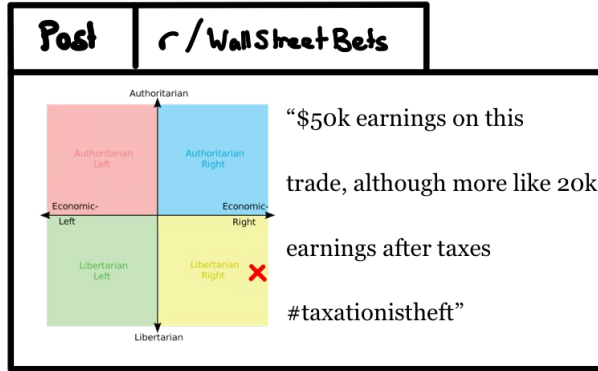 Post
r/WallStreetBets
Authoritarian
Authoritarian
Left
Authoritarian
Right
Economic-
Left
Economic-
Right
Libertarian
Left
Libertarian
Right
Libertarian
“$50k earnings on this
trade, although more like 20k
earnings after taxes
#taxationistheft”